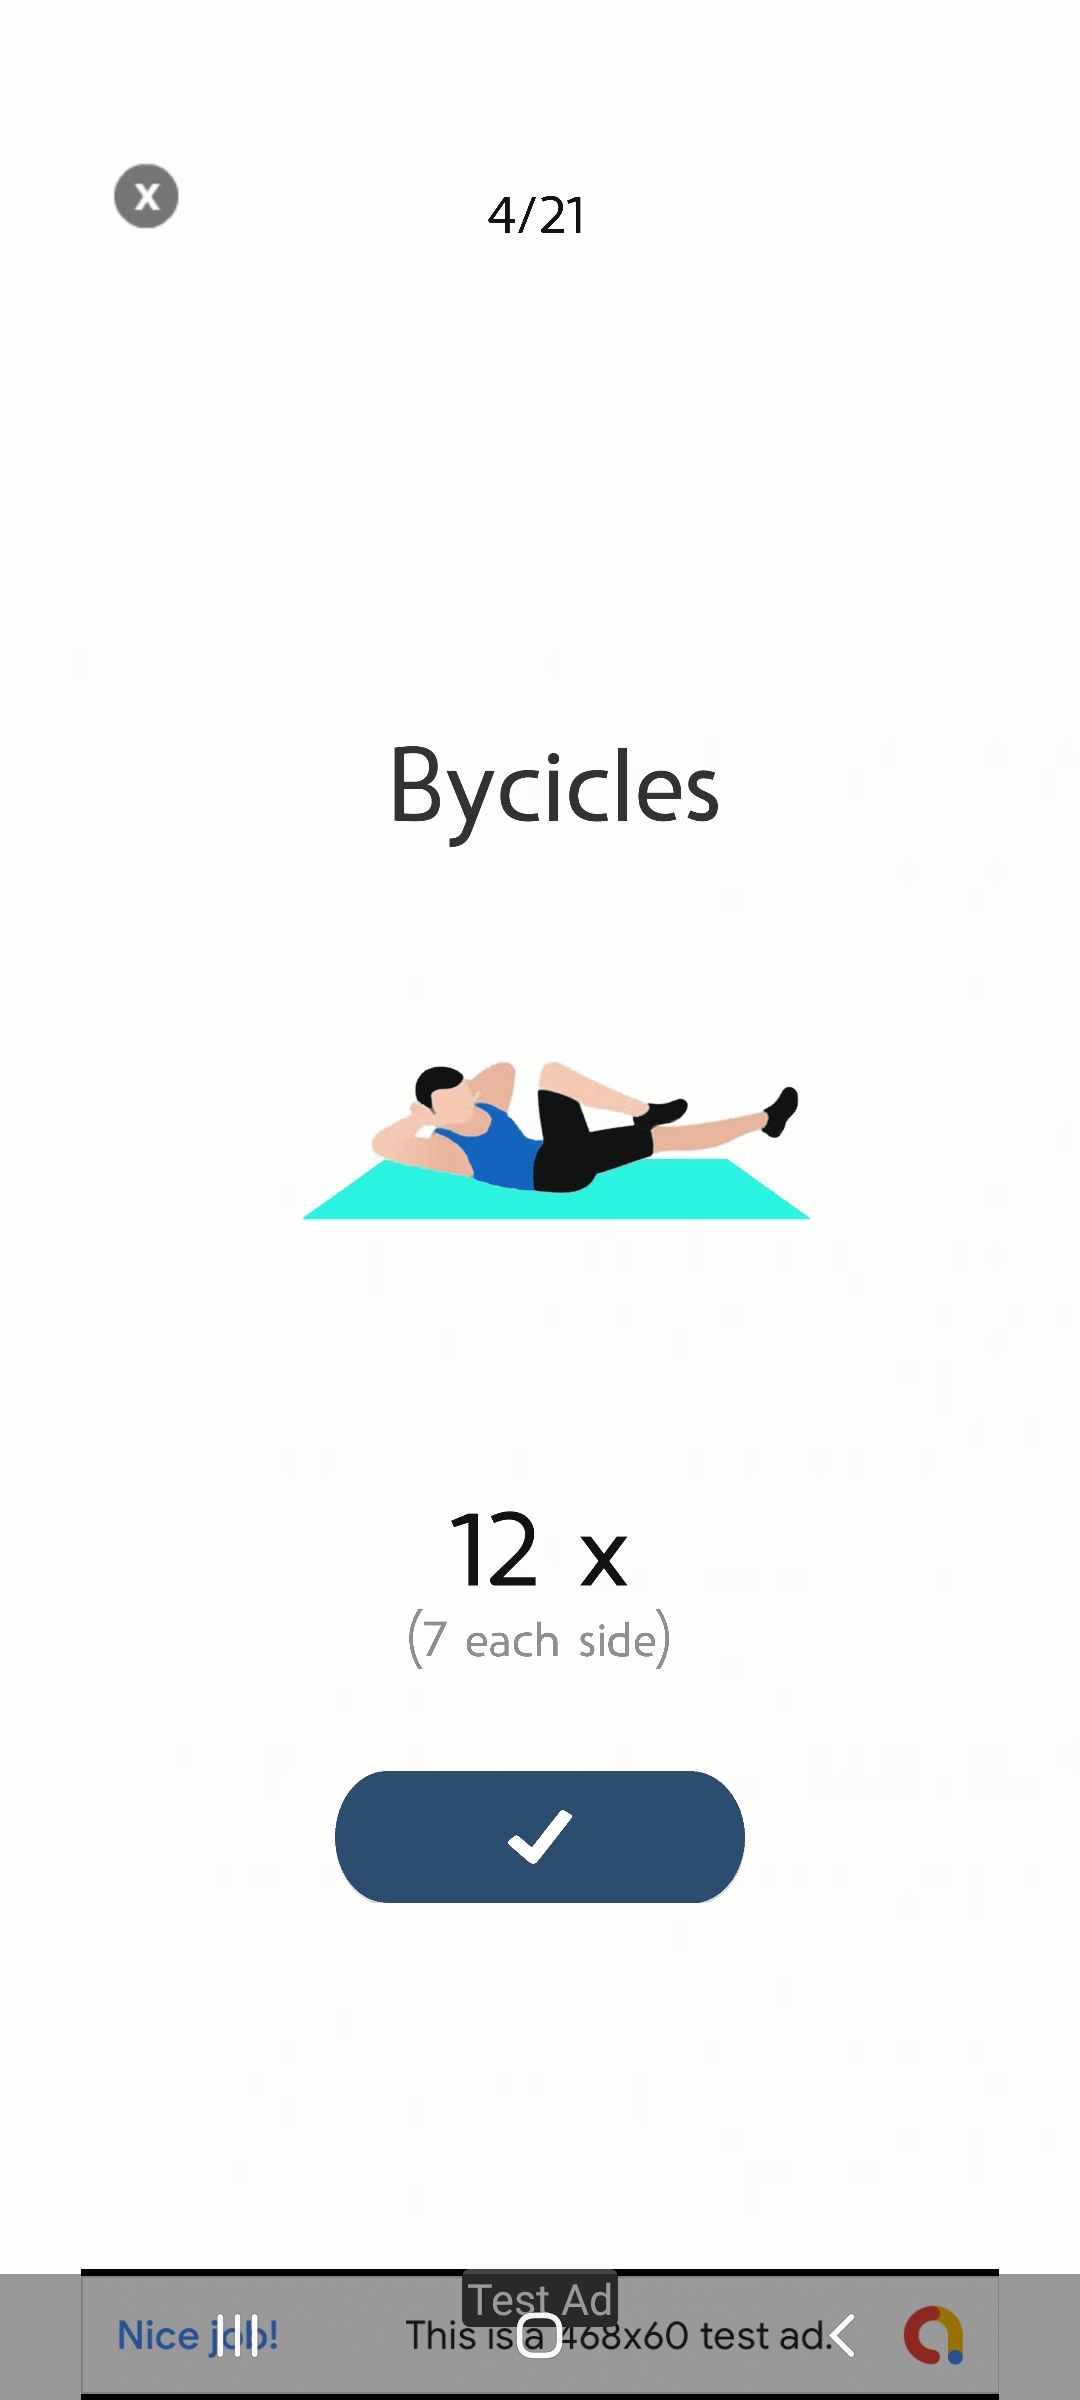 X
4/21
Bycicles
12 x
(7 each side)
Test Ad
Nice job!
This is a 468x60 test ad.